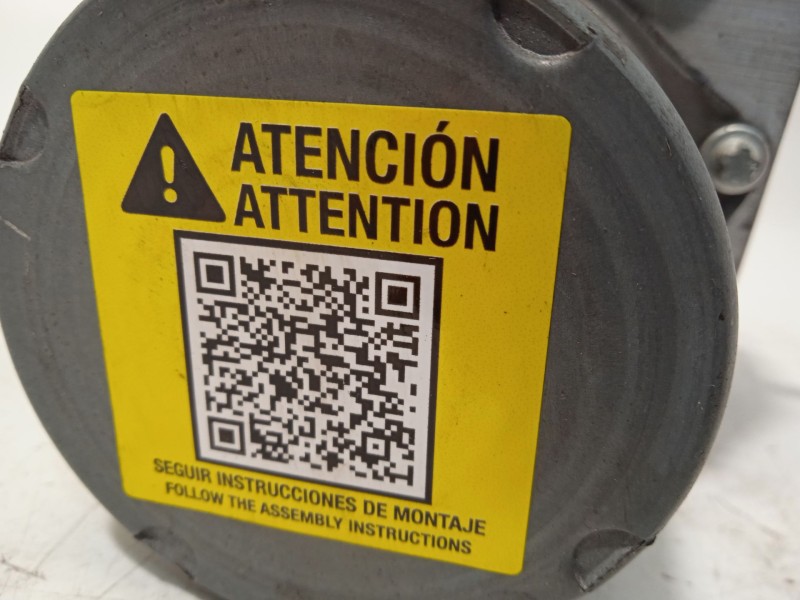 ATENCIÓN
ATTENTION
SEGUIR INSTRUCCIONES DE MONTAJE
FOLLOW THE ASSEMBLY INSTRUCTIONS